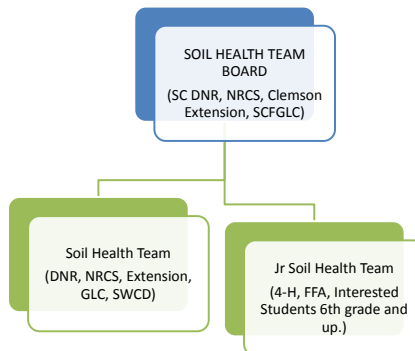 SOIL HEALTH TEAM
BOARD
(SC DNR, NRCS, Clemson
Extension, SCFGLC)
Soil Health Team
(DNR, NRCS, Extension,
GLC, SWCD)
Jr Soil Health Team
(4-H, FFA, Interested
Students 6th grade and
up.)